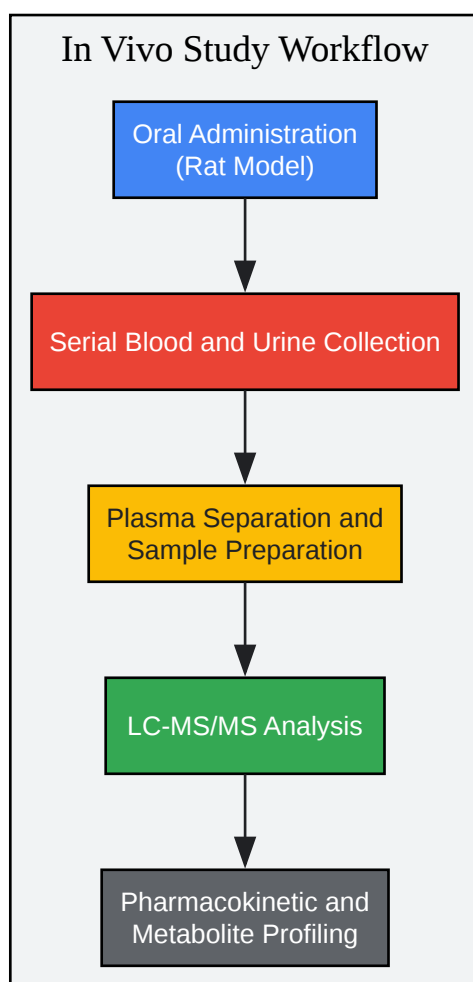 In Vivo Study Workflow
Oral Administration
(Rat Model)
Serial Blood and Urine Collection
Plasma Separation and
Sample Preparation
LC-MS/MS Analysis
Pharmacokinetic and
Metabolite Profiling